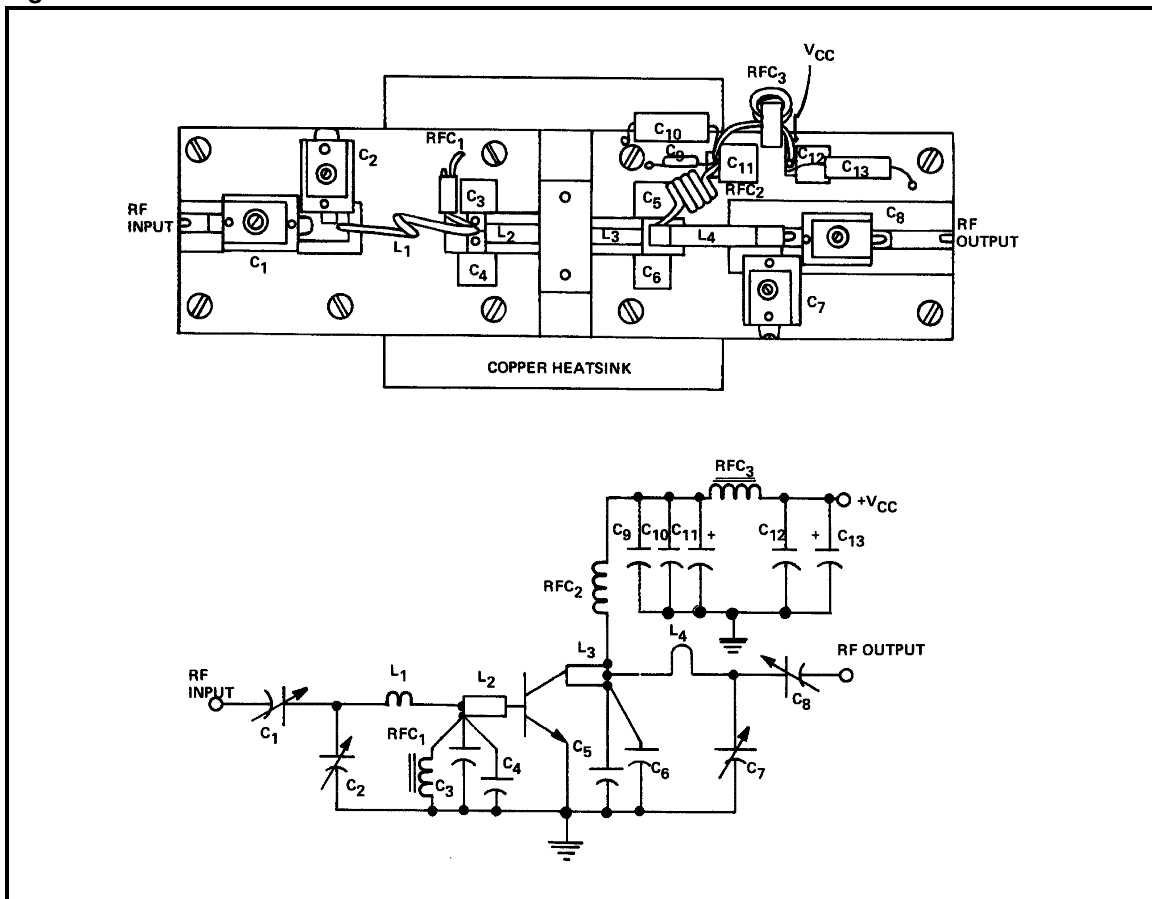 VCC
RFC3
C10
RFC1
C2
C9
C11
C12
C13
RFC2
C3
C5
C8
RF INPUT
L1
L2
L3
L4
RF OUTPUT
C1
C4
C6
C7
COPPER HEATSINK
RFC3
+VCC
C9
C10
C11
+
C12
+
C13
RFC2
L4
L3
RF OUTPUT
RF INPUT
L1
L2
C8
C1
RFC1
C5
C2
C3
C4
C6
C7